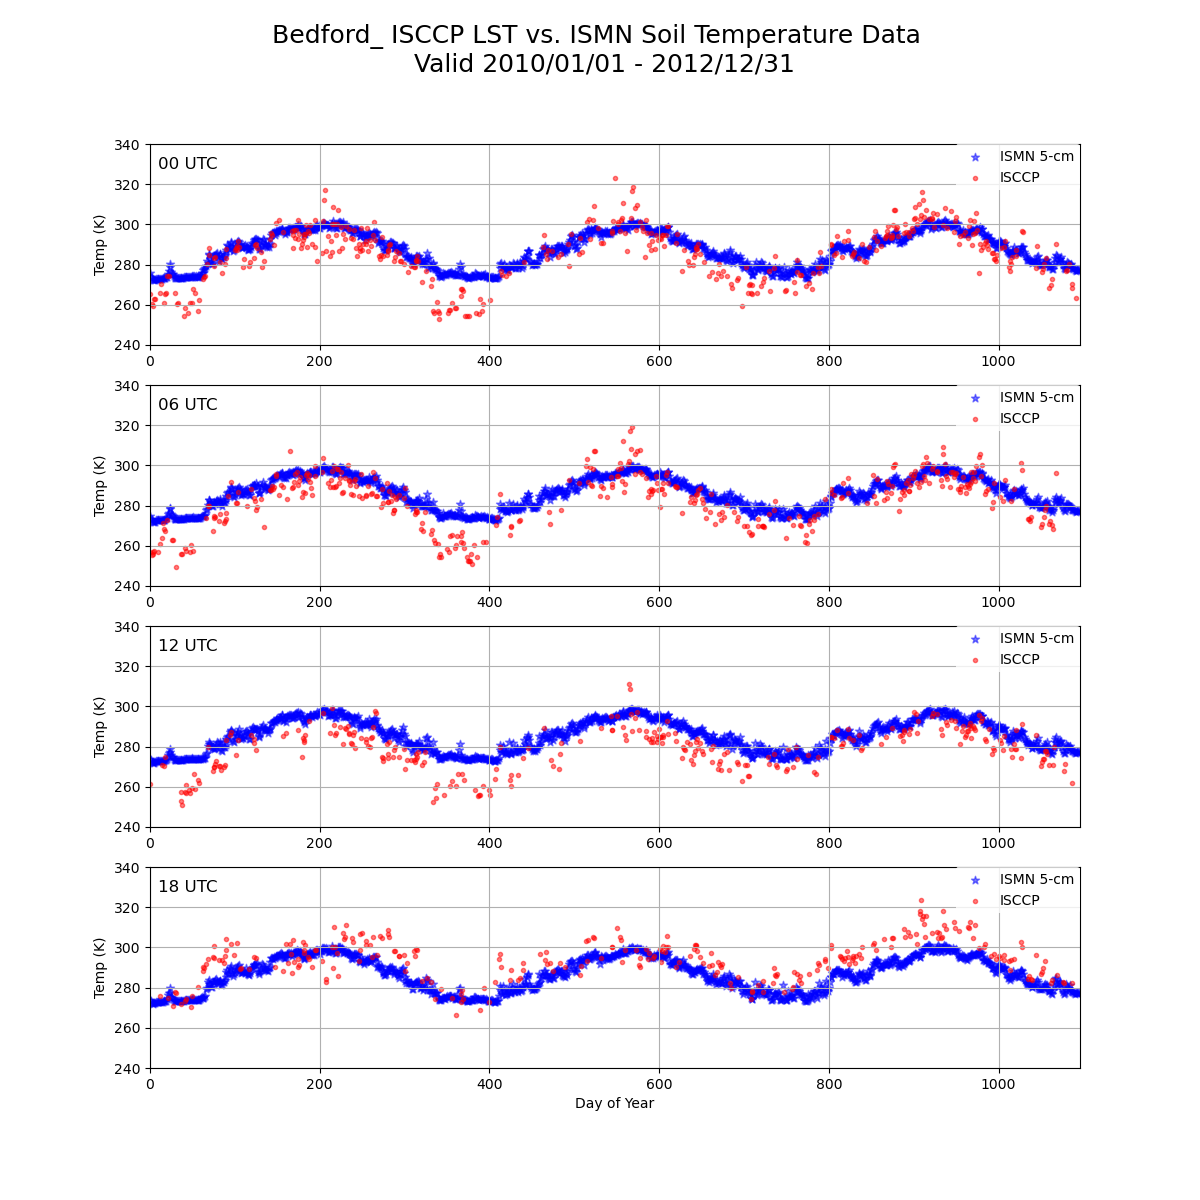 Bedford_ ISCCP LST vs. ISMN Soil Temperature Data
Valid 2010/01/01 - 2012/12/31
340
320
300
280
260
240
Temp (K)
00 UTC
ISMN 5-cm
ISCCP
0 200 400 600 800 1000
340
320
300
280
260
240
Temp (K)
06 UTC
ISMN 5-cm
ISCCP
0 200 400 600 800 1000
340
320
300
280
260
240
Temp (K)
12 UTC
ISMN 5-cm
ISCCP
0 200 400 600 800 1000
340
320
300
280
260
240
Temp (K)
18 UTC
ISMN 5-cm
ISCCP
0 200 400 600 800 1000
Day of Year